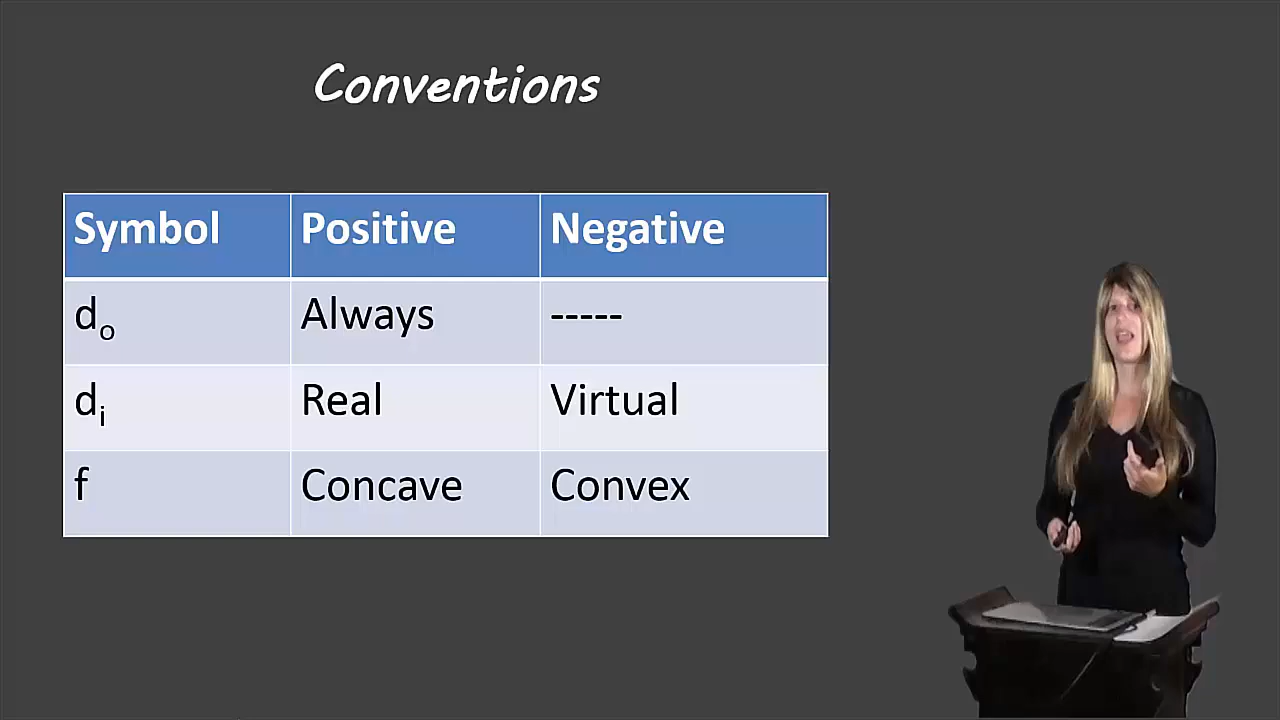 Conventions
Symbol Positive Negative
dₒ Always -----
dᵢ Real Virtual
f Concave Convex